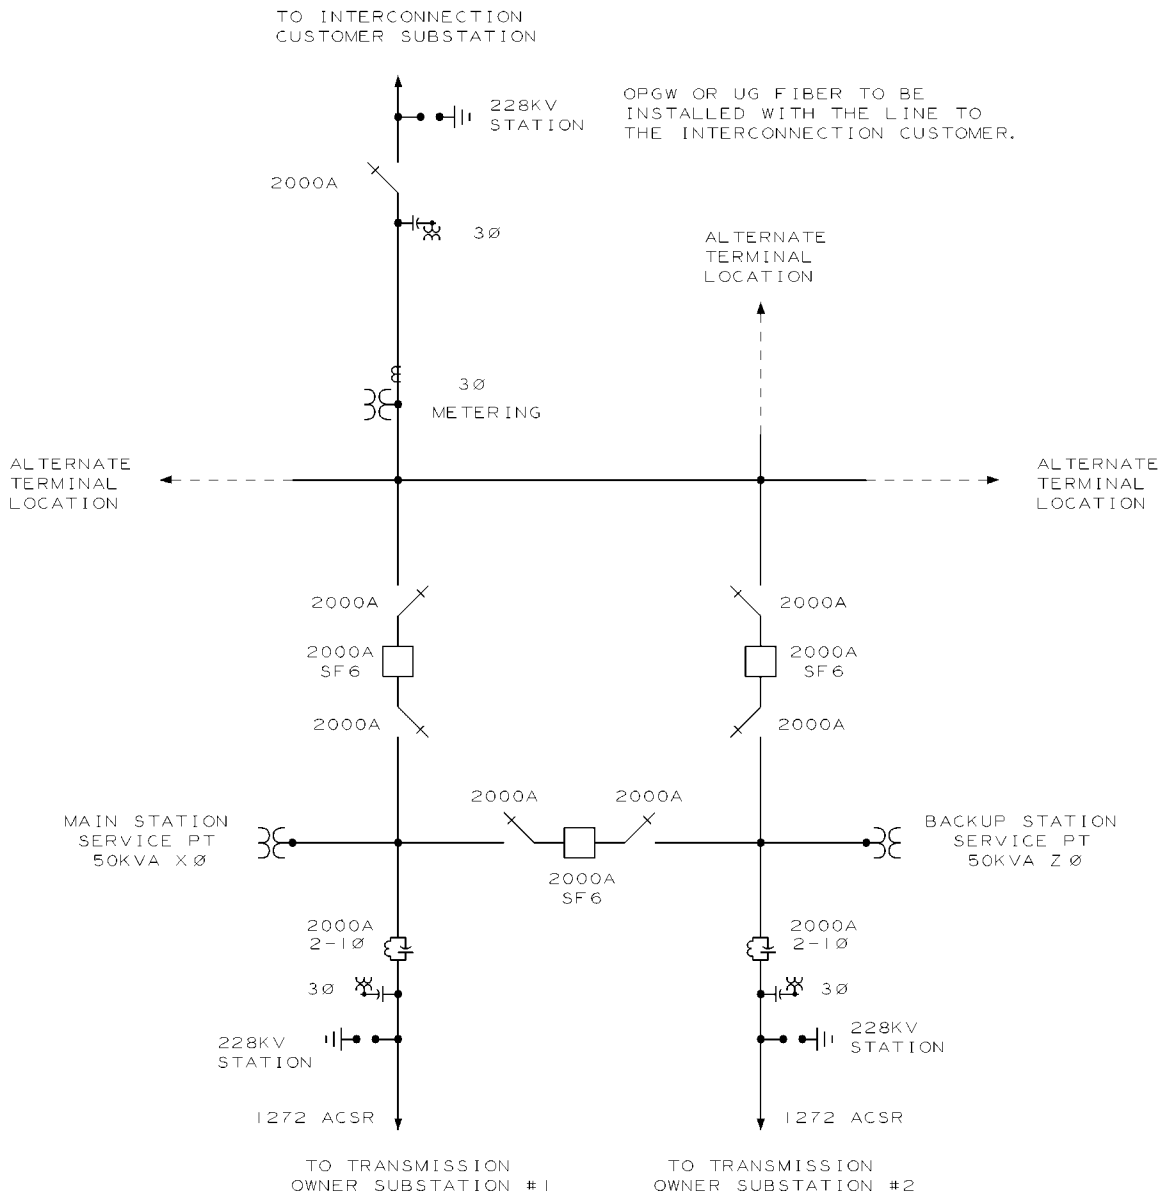 TO INTERCONNECTION
CUSTOMER SUBSTATION
228KV
STATION
OPGW OR UG FIBER TO BE
INSTALLED WITH THE LINE TO
THE INTERCONNECTION CUSTOMER.
2000A
3Ø
ALTERNATE
TERMINAL
LOCATION
3Ø
METERING
ALTERNATE
TERMINAL
LOCATION
ALTERNATE
TERMINAL
LOCATION
2000A
2000A
2000A
SF6
2000A
SF6
2000A
2000A
2000A
2000A
MAIN STATION
SERVICE PT
50KVA XØ
BACKUP STATION
SERVICE PT
50KVA ZØ
2000A
SF6
2000A
2-1Ø
2000A
2-1Ø
3Ø
3Ø
228KV
STATION
228KV
STATION
1272 ACSR
1272 ACSR
TO TRANSMISSION
OWNER SUBSTATION #1
TO TRANSMISSION
OWNER SUBSTATION #2